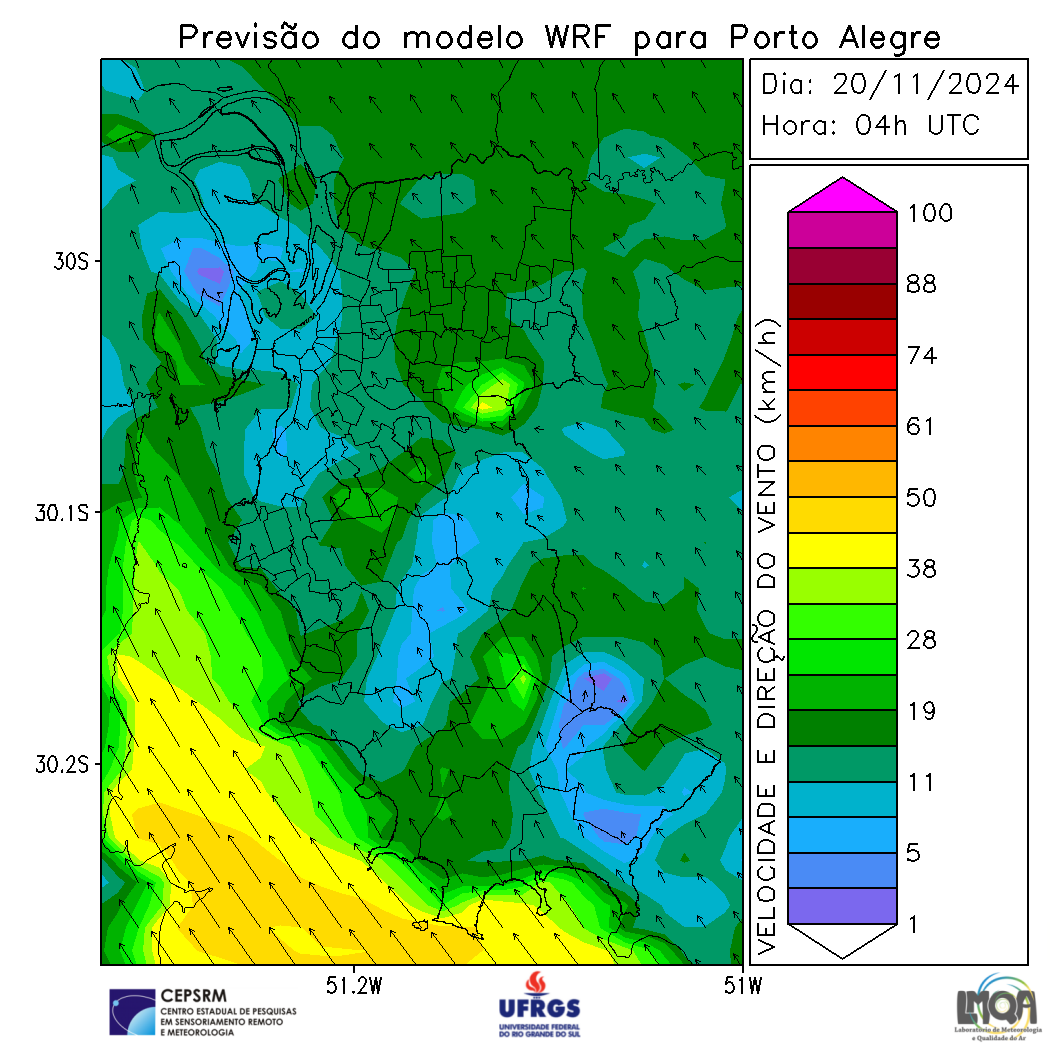 Previsão do modelo WRF para Porto Alegre
Dia: 20/11/2024
Hora: 04h UTC
30S
30.1S
30.2S
51.2W
51W
VELOCIDADE E DIREÇÃO DO VENTO (km/h)
100
88
74
61
50
38
28
19
11
5
1
CEPSRM
CENTRO ESTADUAL DE PESQUISAS
EM SENSORIAMENTO REMOTO
E METEOROLOGIA
UFRGS
UNIVERSIDADE FEDERAL
DO RIO GRANDE DO SUL
LMQA
Laboratório de Meteorologia
e Qualidade do Ar